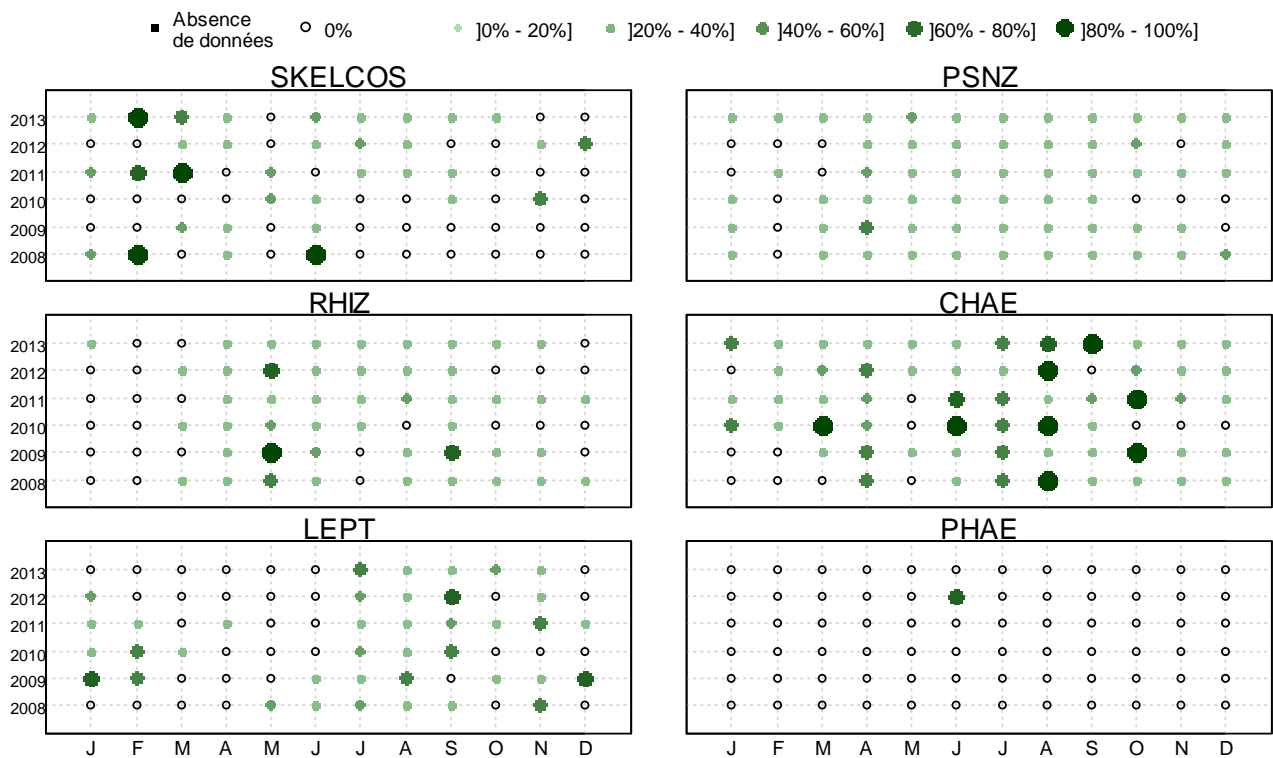 Absence
de données
0%
]0% - 20%]
]20% - 40%]
]40% - 60%]
]60% - 80%]
]80% - 100%]
SKELCOS
PSNZ
2013
2012
2011
2010
2009
2008
RHIZ
CHAE
2013
2012
2011
2010
2009
2008
LEPT
PHAE
2013
2012
2011
2010
2009
2008
J F M A M J J A S O N D
J F M A M J J A S O N D